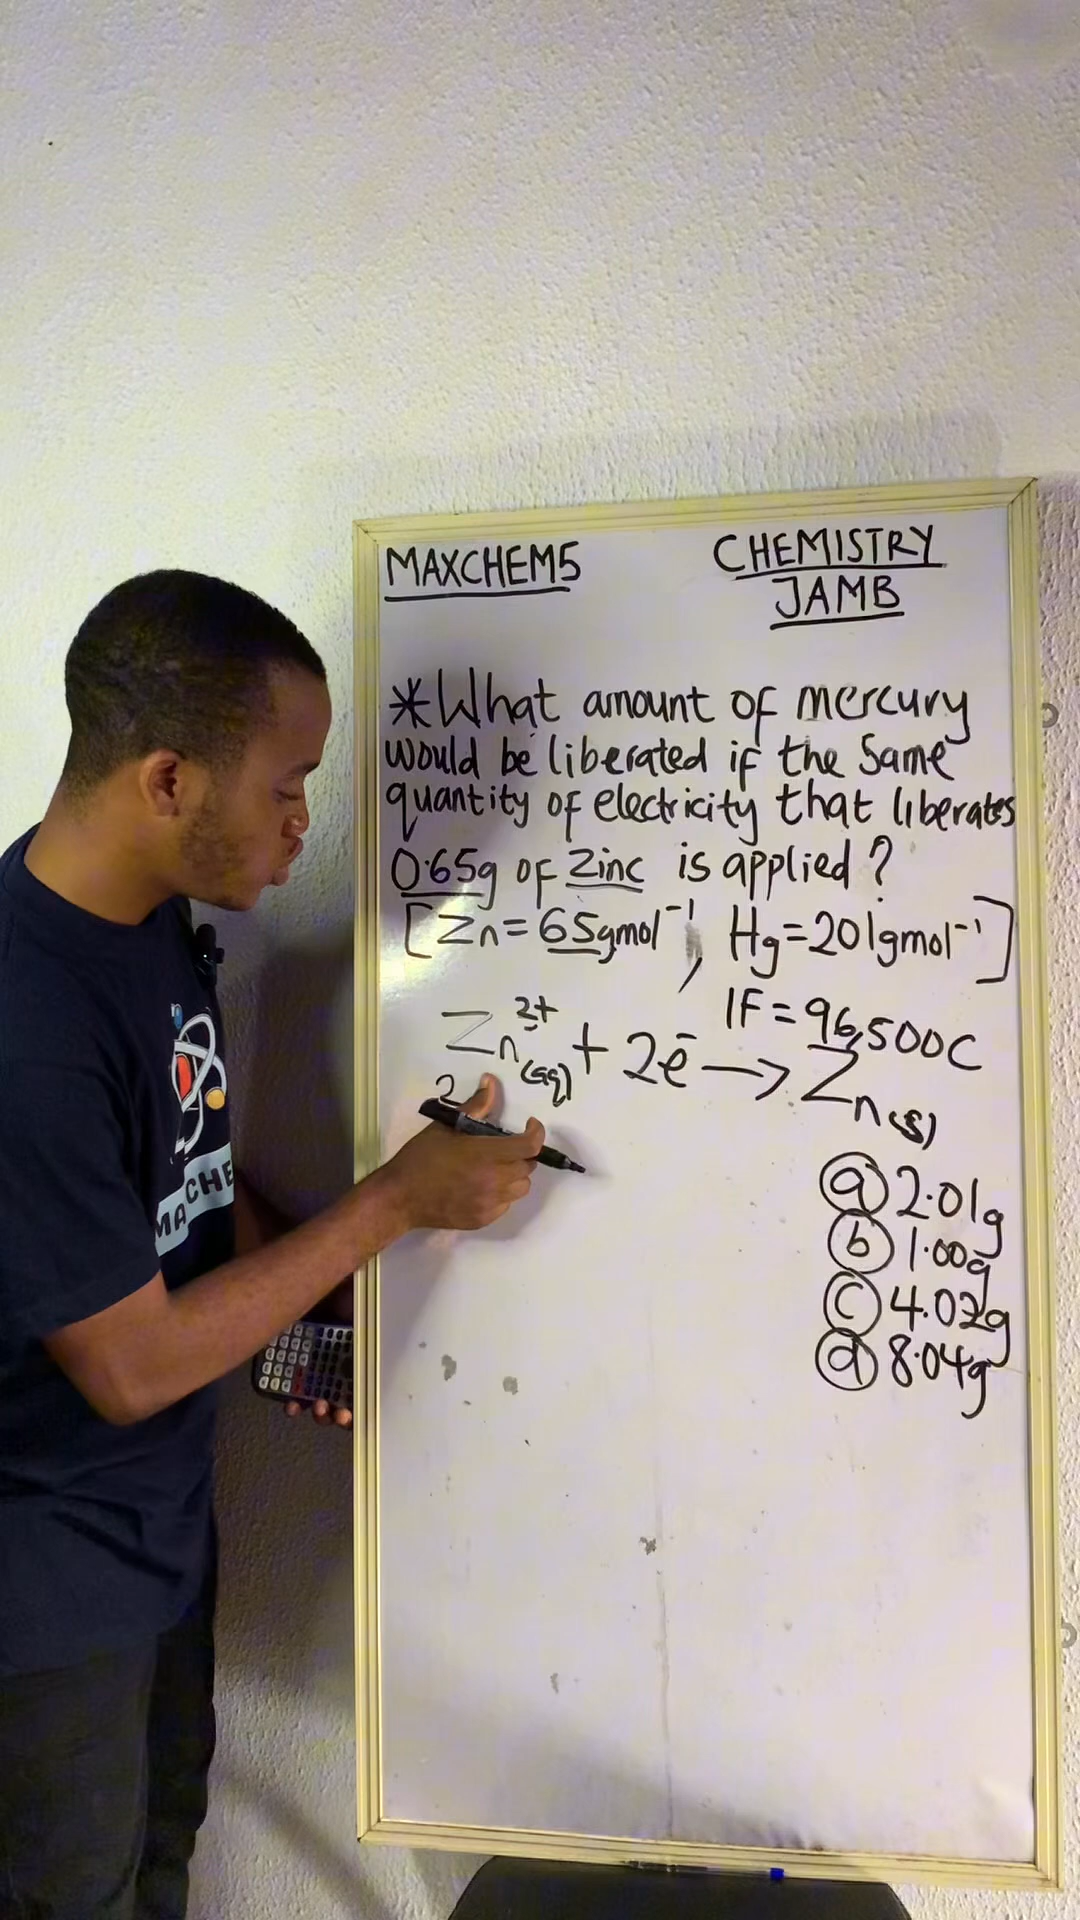 MAXCHEM5
CHEMISTRY
JAMB
*What amount of mercury
would be liberated if the same
quantity of electricity that liberates
0.65g of Zinc is applied?
[Zn=65gmol⁻¹, Hg=201gmol⁻¹]
1F=96,500C
Zn²⁺(aq) + 2e⁻ → Zn(s)
2
(a) 2.01g
(b) 1.00g
(c) 4.02g
(d) 8.04g